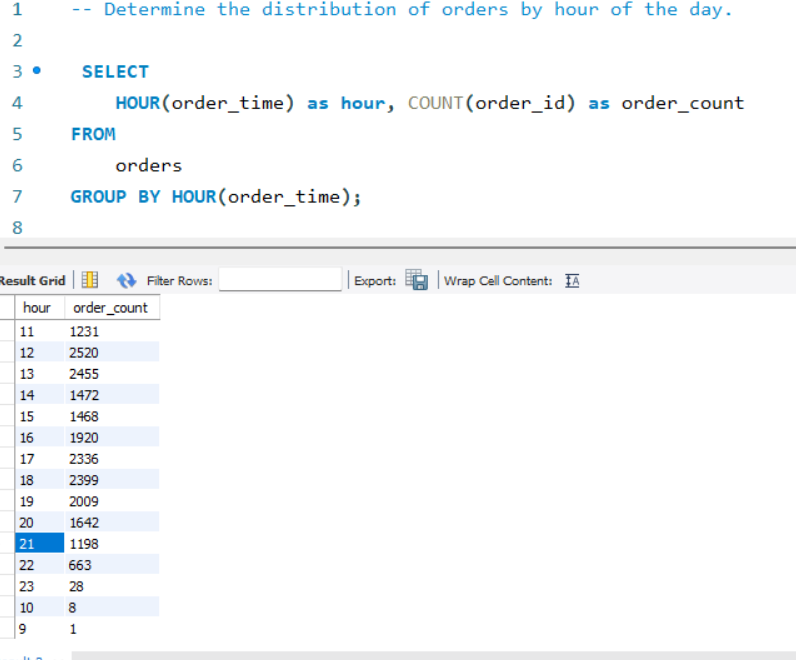 1 -- Determine the distribution of orders by hour of the day.
2
3 SELECT
4 HOUR(order_time) as hour, COUNT(order_id) as order_count
5 FROM
6 orders
7 GROUP BY HOUR(order_time);
8
Result Grid Filter Rows: Export: Wrap Cell Content: IA
hour order_count
11 1231
12 2520
13 2455
14 1472
15 1468
16 1920
17 2336
18 2399
19 2009
20 1642
21 1198
22 663
23 28
10 8
9 1